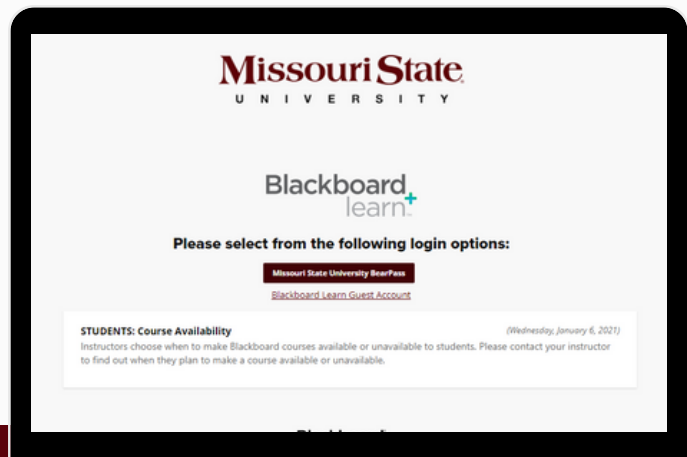 Missouri State
UNIVERSITY
Blackboard
learn
Please select from the following login options:
Missouri State University BearPass
Blackboard Learn Guest Account
STUDENTS: Course Availability (Wednesday, January 6, 2021)
Instructors choose when to make Blackboard courses available or unavailable to students. Please contact your instructor
to find out when they plan to make a course available or unavailable.